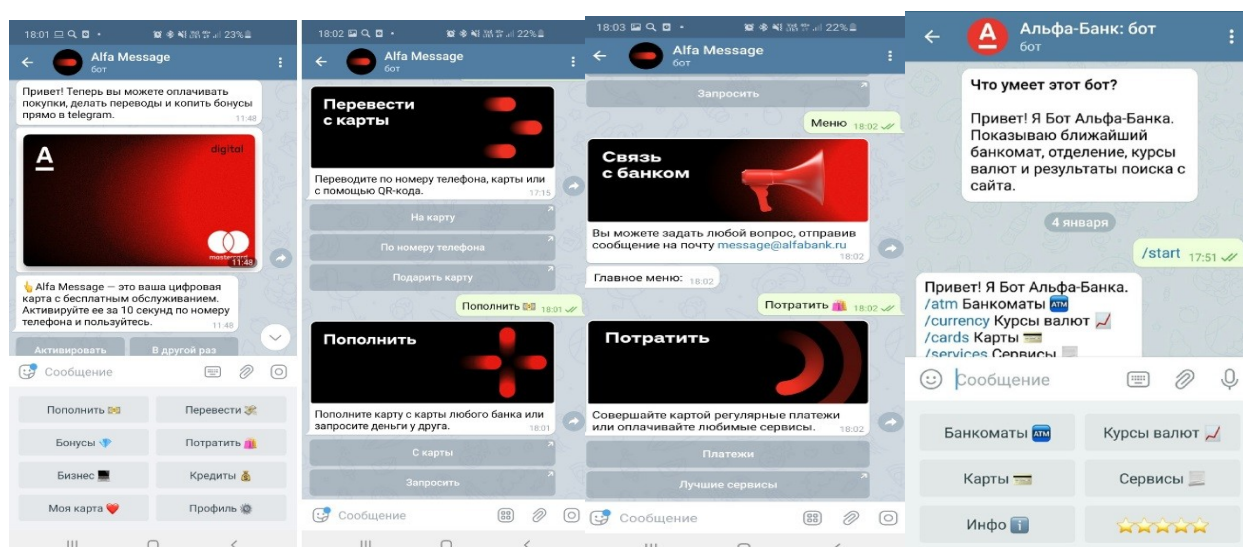 18:01
23%
Alfa Message
бот
Привет! Теперь вы можете оплачивать
покупки, делать переводы и копить бонусы
прямо в telegram.
11:48
A
digital
mastercard
11:48
👆 Alfa Message — это ваша цифровая
карта с бесплатным обслуживанием.
Активируйте ее за 10 секунд по номеру
телефона и пользуйтесь.
11:48
Активировать
В другой раз
Сообщение
Пополнить
Перевести
Бонусы 💎
Потратить 🛍️
Бизнес
Кредиты 💰
Моя карта ❤️
Профиль
18:02
22%
Alfa Message
бот
Перевести
с карты
Переводите по номеру телефона, карты или
с помощью QR-кода.
17:15
На карту
По номеру телефона
Подарить карту
Пополнить
18:01
Пополнить
Пополните карту с карты любого банка или
запросите деньги у друга.
18:01
С карты
Запросить
Сообщение
18:03
22%
Alfa Message
бот
Запросить
Меню 18:02
Связь
с банком
Вы можете задать любой вопрос, отправив
сообщение на почту message@alfabank.ru
18:02
Главное меню: 18:02
Потратить 🛍️ 18:02
Потратить
Совершайте картой регулярные платежи
или оплачивайте любимые сервисы.
18:02
Платежи
Лучшие сервисы
Сообщение
A
Альфа-Банк: бот
бот
Что умеет этот бот?
Привет! Я Бот Альфа-Банка.
Показываю ближайший
банкомат, отделение, курсы
валют и результаты поиска с
сайта.
4 января
/start 17:51
Привет! Я Бот Альфа-Банка.
/atm Банкоматы 🏧
/currency Курсы валют 📈
/cards Карты 💳
/services Сервисы
Сообщение
Банкоматы 🏧
Курсы валют 📈
Карты 💳
Сервисы
Инфо ℹ️
⭐⭐⭐⭐⭐